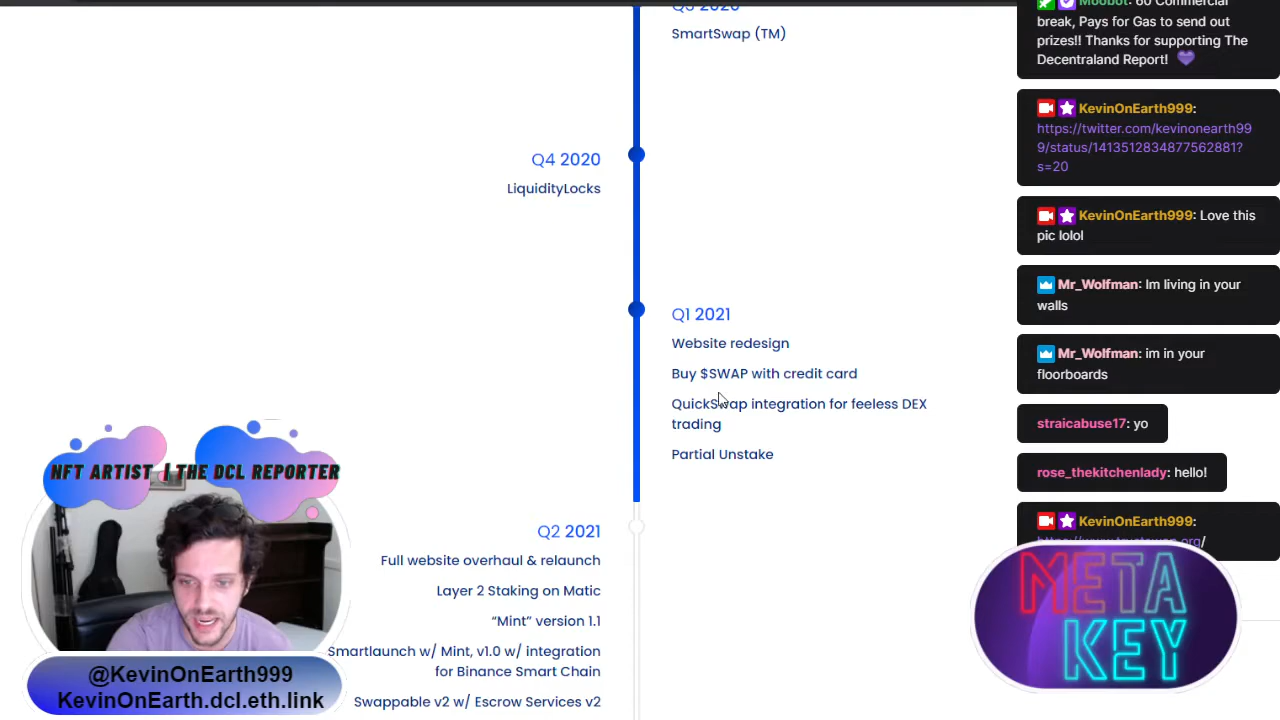 Q3 2020
SmartSwap (TM)
Q4 2020
LiquidityLocks
Q1 2021
Website redesign
Buy $SWAP with credit card
QuickSwap integration for feeless DEX
trading
Partial Unstake
Q2 2021
Full website overhaul & relaunch
Layer 2 Staking on Matic
“Mint” version 1.1
Smartlaunch w/ Mint, v1.0 w/ integration
for Binance Smart Chain
Swappable v2 w/ Escrow Services v2
Moobot: 60 Commercial
break, Pays for Gas to send out
prizes!! Thanks for supporting The
Decentraland Report!
KevinOnEarth999:
https://twitter.com/kevinonearth99
9/status/1413512834877562881?
s=20
KevinOnEarth999: Love this
pic lolol
Mr_Wolfman: Im living in your
walls
Mr_Wolfman: im in your
floorboards
straicabuse17: yo
rose_thekitchenlady: hello!
KevinOnEarth999:
NFT ARTIST | THE DCL REPORTER
@KevinOnEarth999
KevinOnEarth.dcl.eth.link
META
KEY